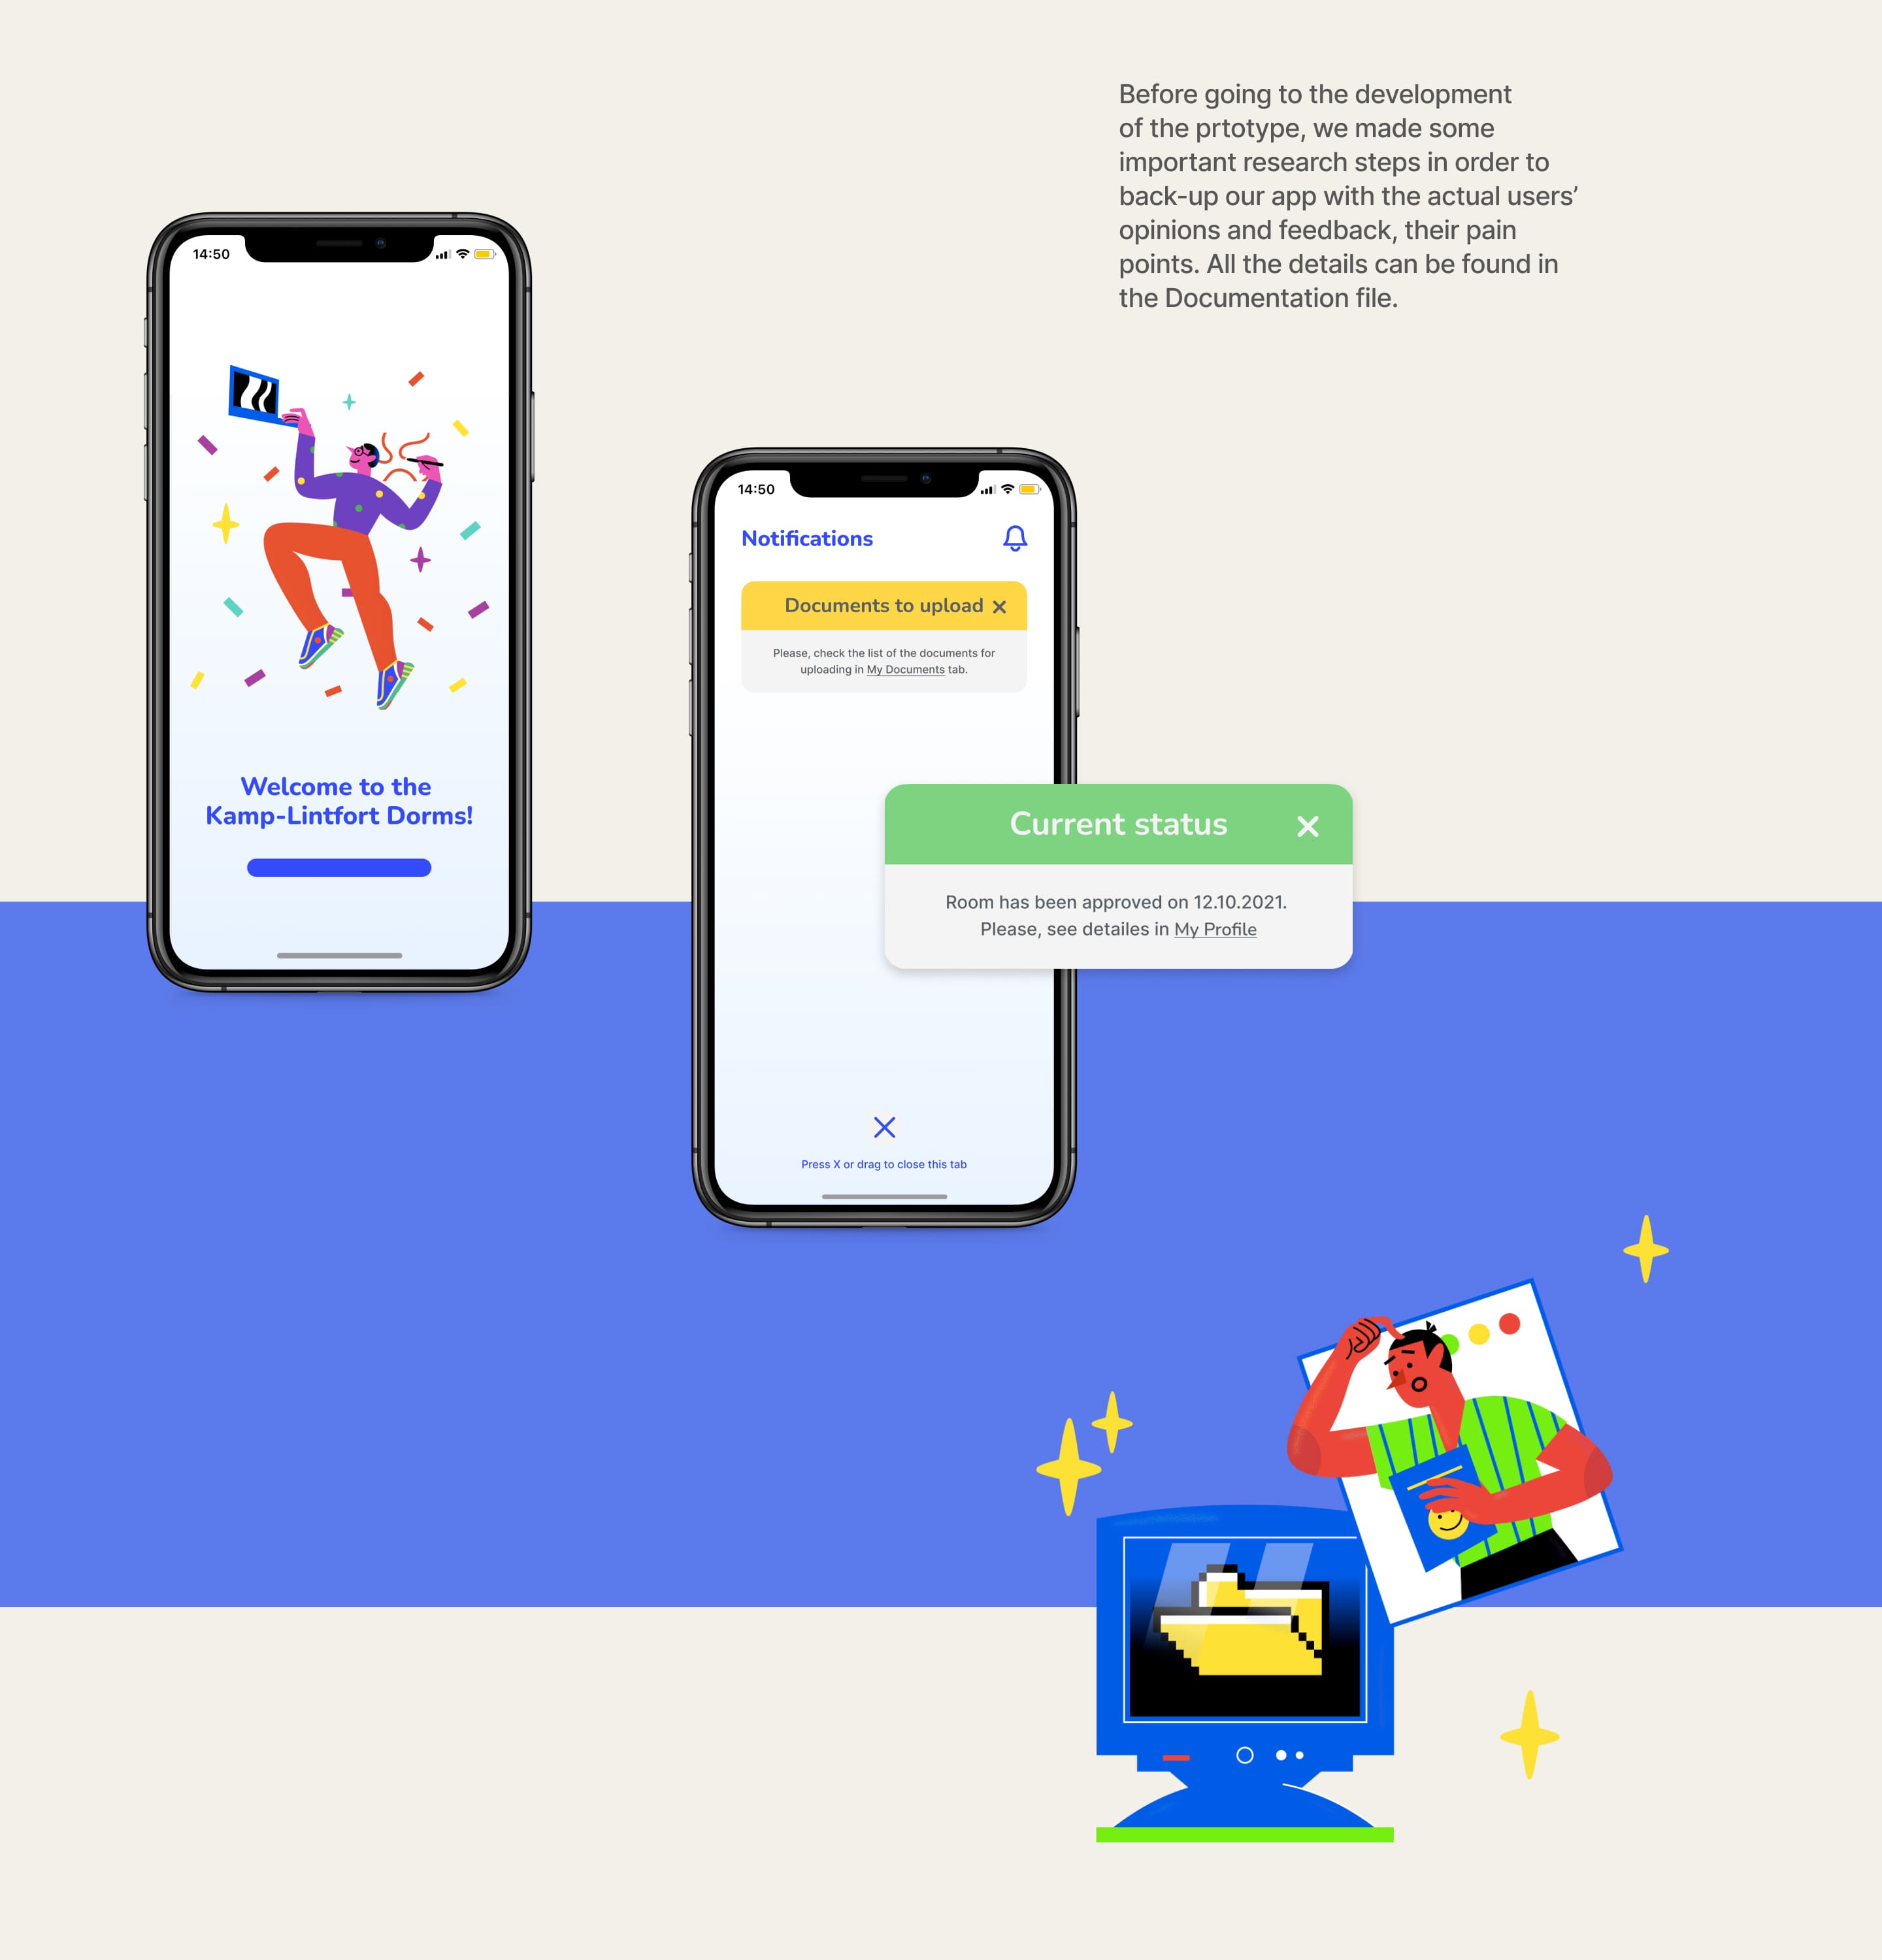 Before going to the development
of the prtotype, we made some
important research steps in order to
back-up our app with the actual users’
opinions and feedback, their pain
points. All the details can be found in
the Documentation file.
14:50
Welcome to the
Kamp-Lintfort Dorms!
14:50
Notifications
Documents to upload
Please, check the list of the documents for
uploading in My Documents tab.
Current status
Room has been approved on 12.10.2021.
Please, see detailes in My Profile
Press X or drag to close this tab